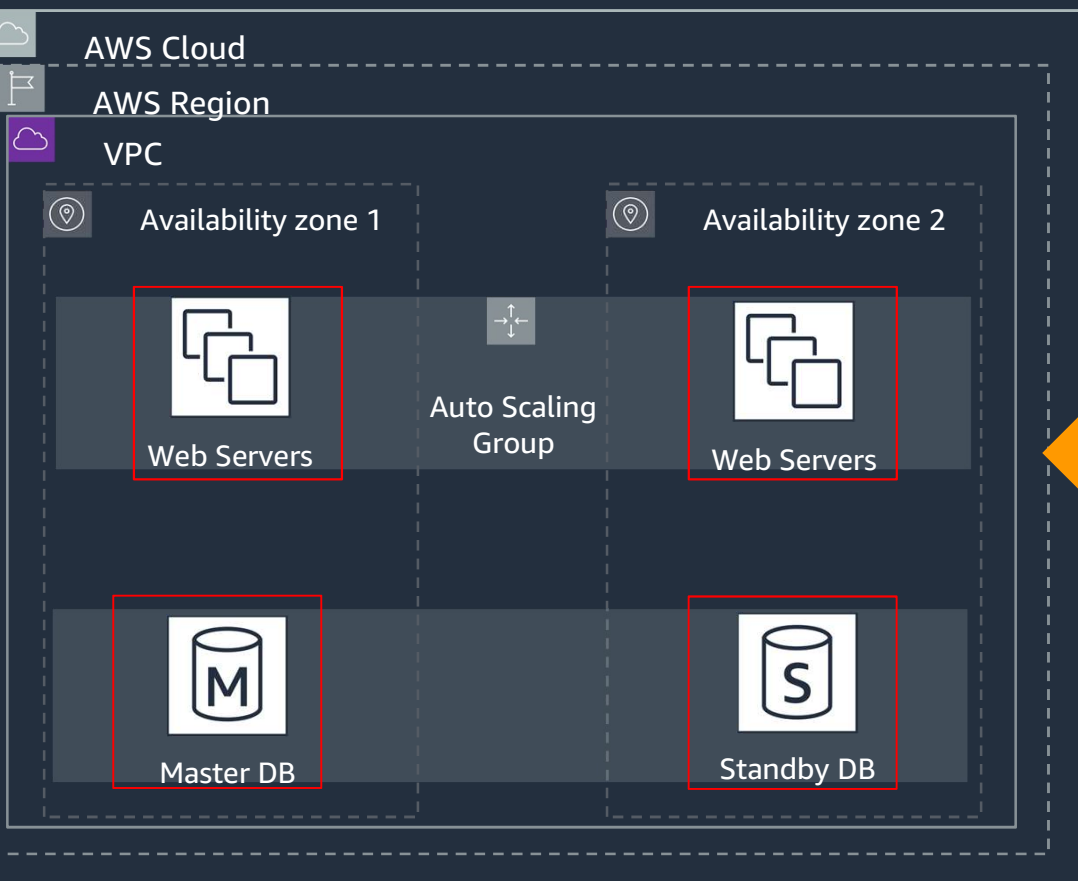 AWS Cloud
AWS Region
VPC
Availability zone 1
Availability zone 2
Auto Scaling
Group
Web Servers
Web Servers
M
S
Master DB
Standby DB